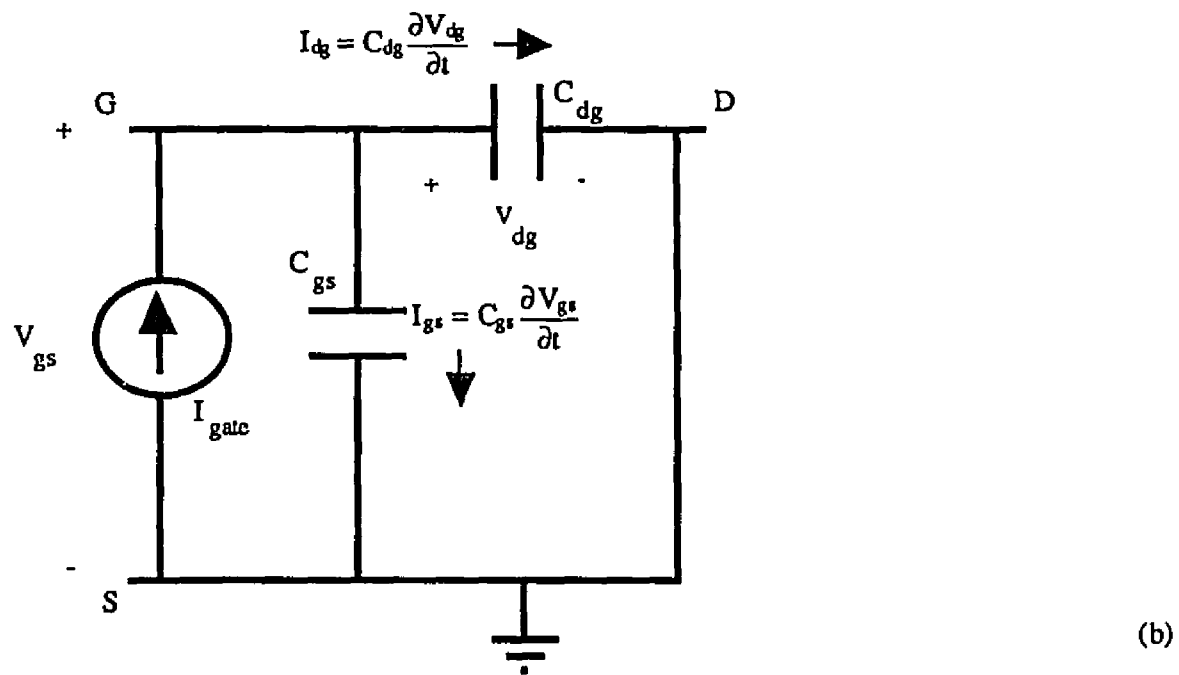 I_dg = C_dg ∂V_dg/∂t
G
C_dg
D
+
+ -
V_dg
C_gs
I_gs = C_gs ∂V_gs/∂t
V_gs
I_gate
-
S
(b)